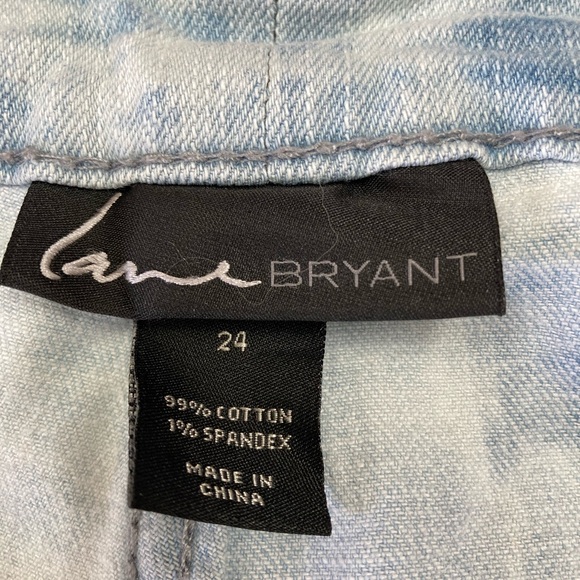 Lane BRYANT
24
99% COTTON
1% SPANDEX
MADE IN
CHINA